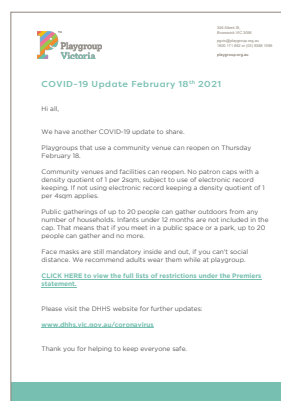 Playgroup
Victoria
playgroup.org.au
COVID-19 Update February 18th 2021
Hi all,
We have another COVID-19 update to share.
Playgroups that use a community venue can reopen on Thursday
February 18.
Community venues and facilities can reopen. No patron caps with a
density quotient of 1 per 2sqm, subject to use of electronic record
keeping. If not using electronic record keeping a density quotient of 1
per 4sqm applies.
Public gatherings of up to 20 people can gather outdoors from any
number of households. Infants under 12 months are not included in the
cap. That means that if you meet in a public space or a park, up to 20
people can gather and no more.
Face masks are still mandatory inside and out, if you can't social
distance. We recommend adults wear them while at playgroup.
CLICK HERE to view the full lists of restrictions under the Premiers
statement.
Please visit the DHHS website for further updates:
www.dhhs.vic.gov.au/coronavirus
Thank you for helping to keep everyone safe.